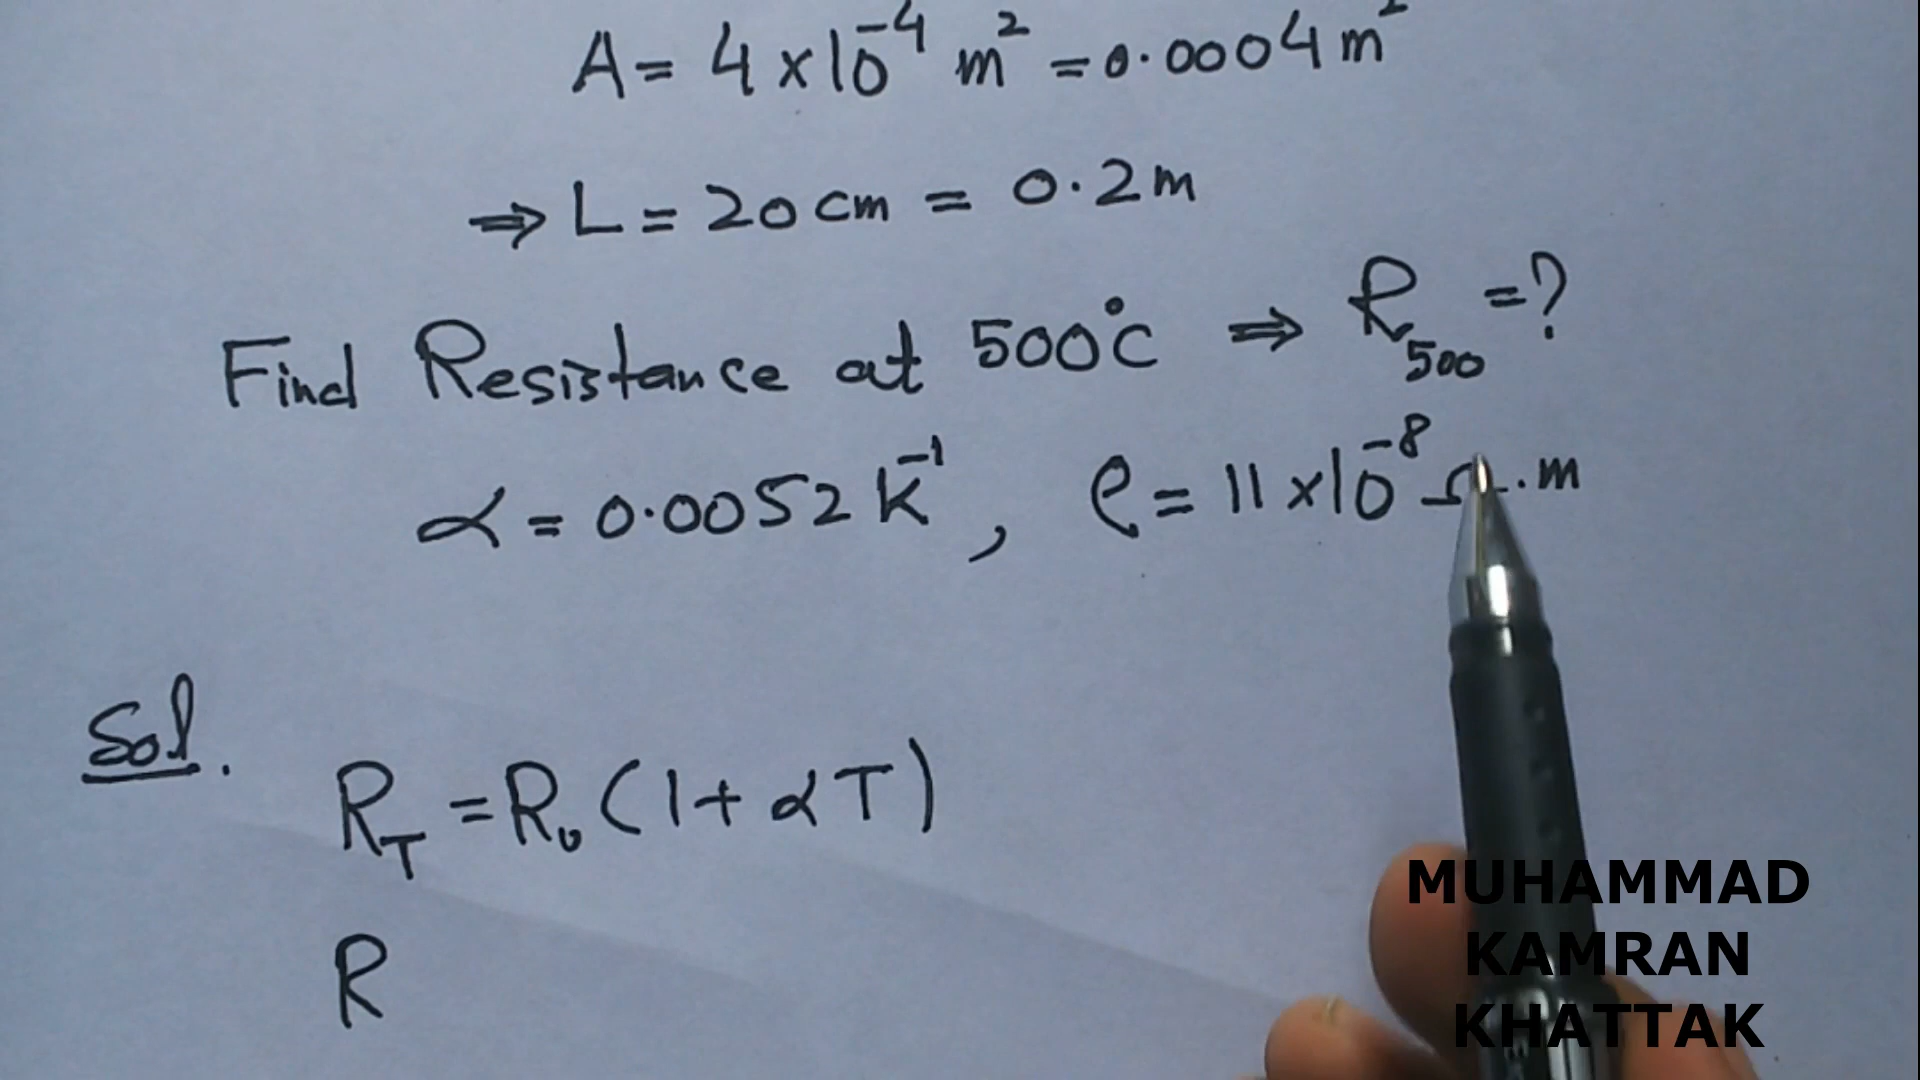 A = 4 × 10⁻⁴ m² = 0.0004 m²
⇒ L = 20 cm = 0.2 m
Find Resistance at 500°C ⇒ R₅₀₀ = ?
α = 0.0052 K⁻¹ , ρ = 11 × 10⁻⁸ Ω.m
Sol.
R_T = R₀ (1 + αT)
R
MUHAMMAD
KAMRAN
KHATTAK